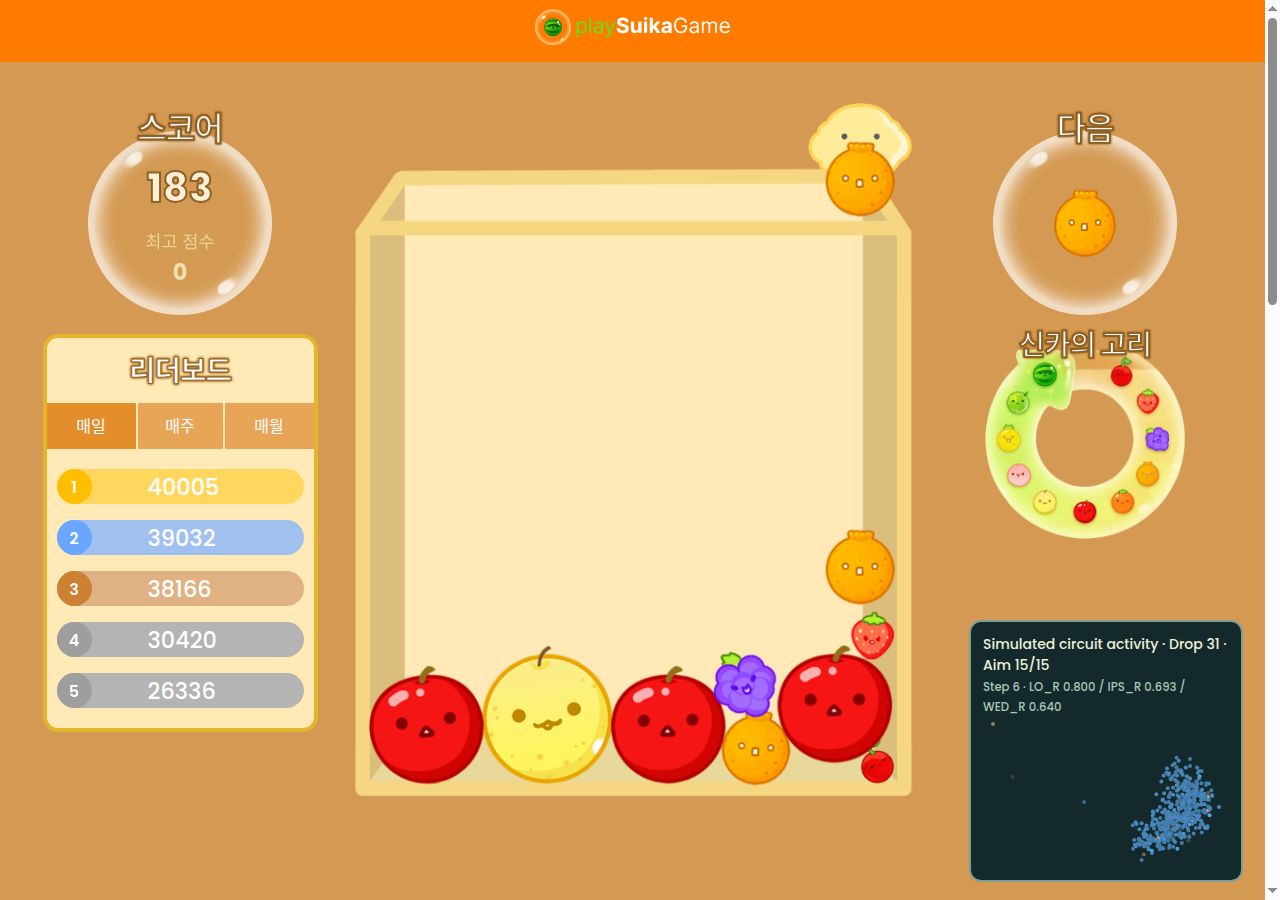 playSuikaGame
스코어
183
최고 점수
0
다음
리더보드
매일 매주 매월
1 40005
2 39032
3 38166
4 30420
5 26336
신카의 고리
Simulated circuit activity · Drop 31 ·
Aim 15/15
Step 6 · LO_R 0.800 / IPS_R 0.693 /
WED_R 0.640